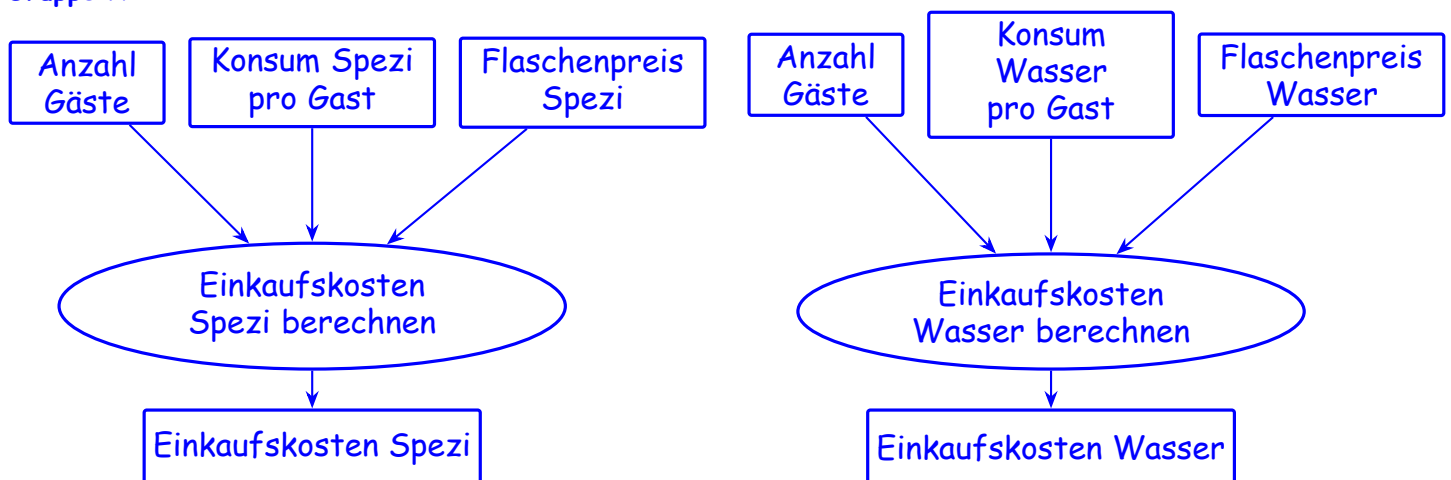 Anzahl
Gäste
Konsum Spezi
pro Gast
Flaschenpreis
Spezi
Einkaufskosten
Spezi berechnen
Einkaufskosten Spezi
Anzahl
Gäste
Konsum
Wasser
pro Gast
Flaschenpreis
Wasser
Einkaufskosten
Wasser berechnen
Einkaufskosten Wasser